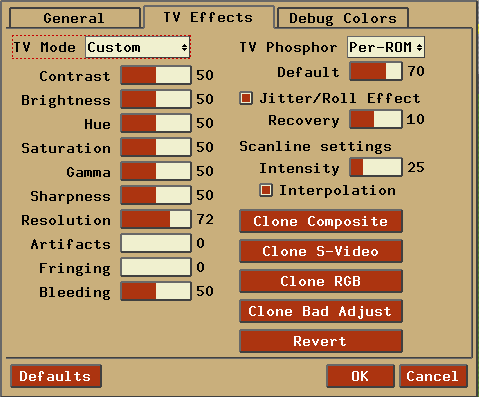 General TV Effects Debug Colors
TV Mode Custom
Contrast 50
Brightness 50
Hue 50
Saturation 50
Gamma 50
Sharpness 50
Resolution 72
Artifacts 0
Fringing 0
Bleeding 50
TV Phosphor Per-ROM
Default 70
Jitter/Roll Effect
Recovery 10
Scanline settings
Intensity 25
Interpolation
Clone Composite
Clone S-Video
Clone RGB
Clone Bad Adjust
Revert
Defaults OK Cancel